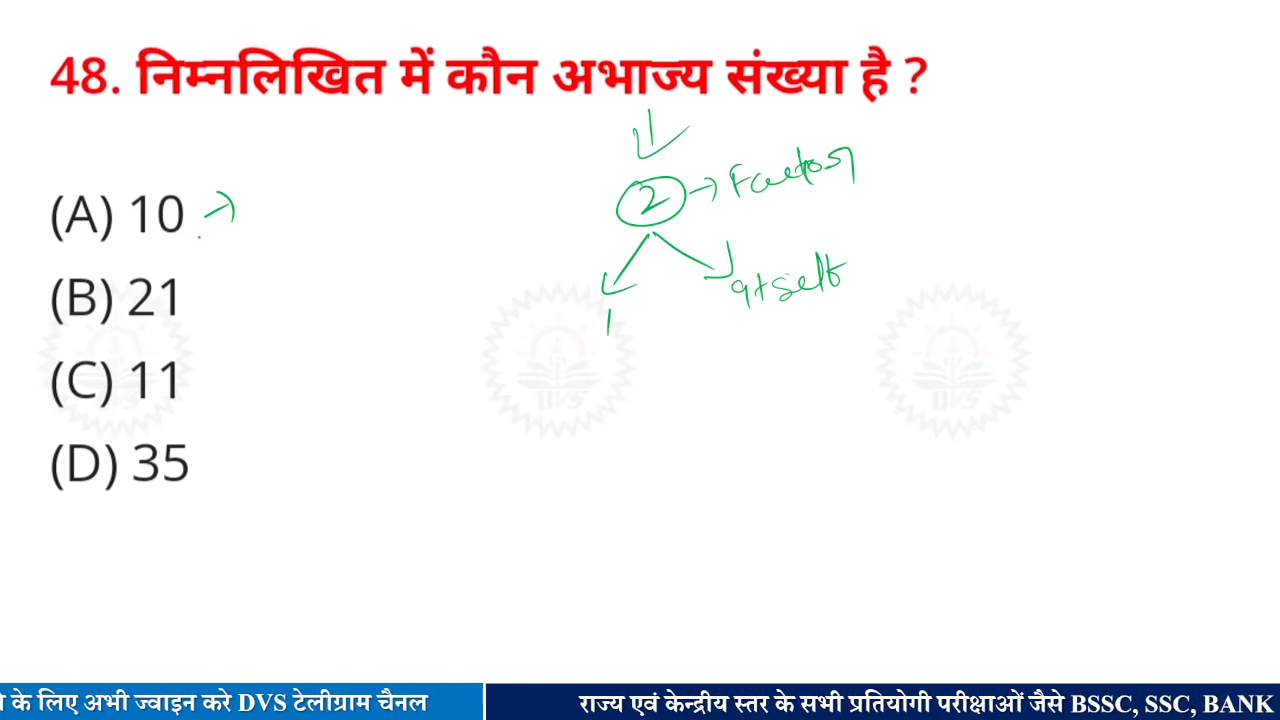 48. निम्नलिखित में कौन अभाज्य संख्या है ?
2 → Factor
(A) 10 →
1 itself
(B) 21
(C) 11
(D) 35
के लिए अभी ज्वाइन करे DVS टेलीग्राम चैनल
राज्य एवं केन्द्रीय स्तर के सभी प्रतियोगी परीक्षाओं जैसे BSSC, SSC, BANK